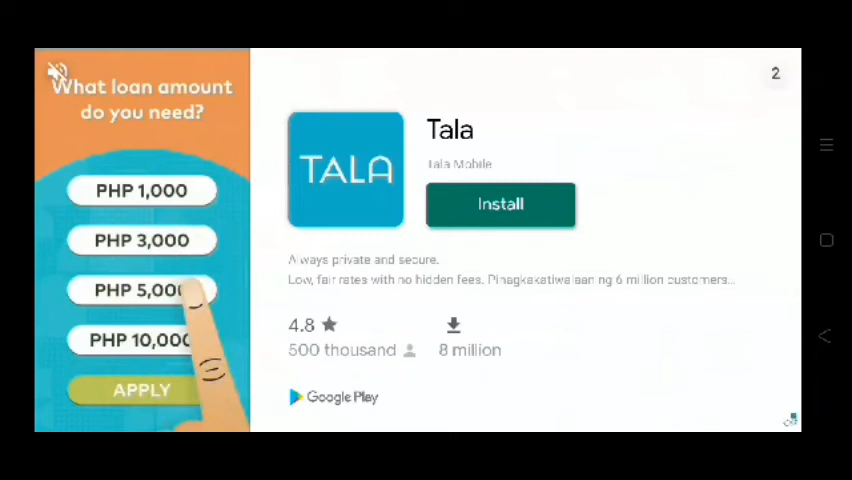 What loan amount
do you need?
PHP 1,000
PHP 3,000
PHP 5,000
PHP 10,000
APPLY
2
TALA
Tala
Tala Mobile
Install
Always private and secure.
Low, fair rates with no hidden fees. Pinagkakatiwalaan ng 6 million customers...
4.8
500 thousand
8 million
Google Play